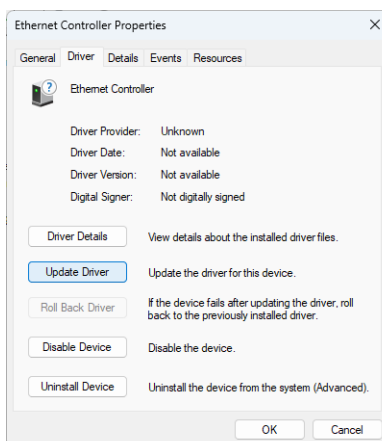 Ethernet Controller Properties
General Driver Details Events Resources
Ethernet Controller
Driver Provider: Unknown
Driver Date: Not available
Driver Version: Not available
Digital Signer: Not digitally signed
Driver Details View details about the installed driver files.
Update Driver Update the driver for this device.
Roll Back Driver If the device fails after updating the driver, roll
back to the previously installed driver.
Disable Device Disable the device.
Uninstall Device Uninstall the device from the system (Advanced).
OK Cancel